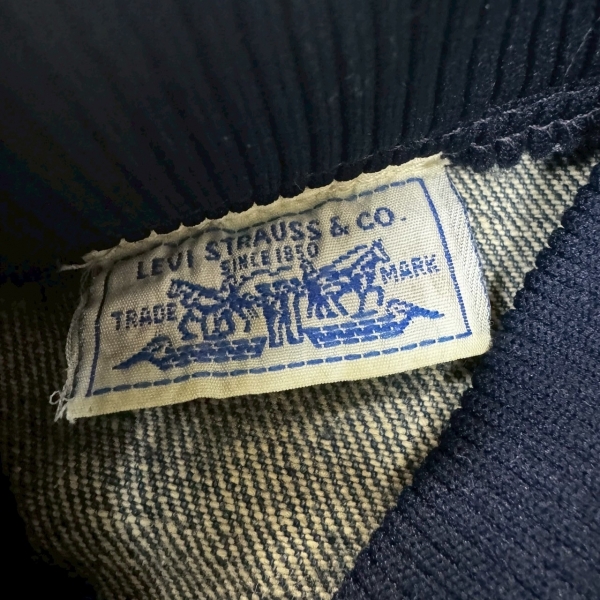 LEVI STRAUSS & CO.
SINCE 1850
TRADE MARK